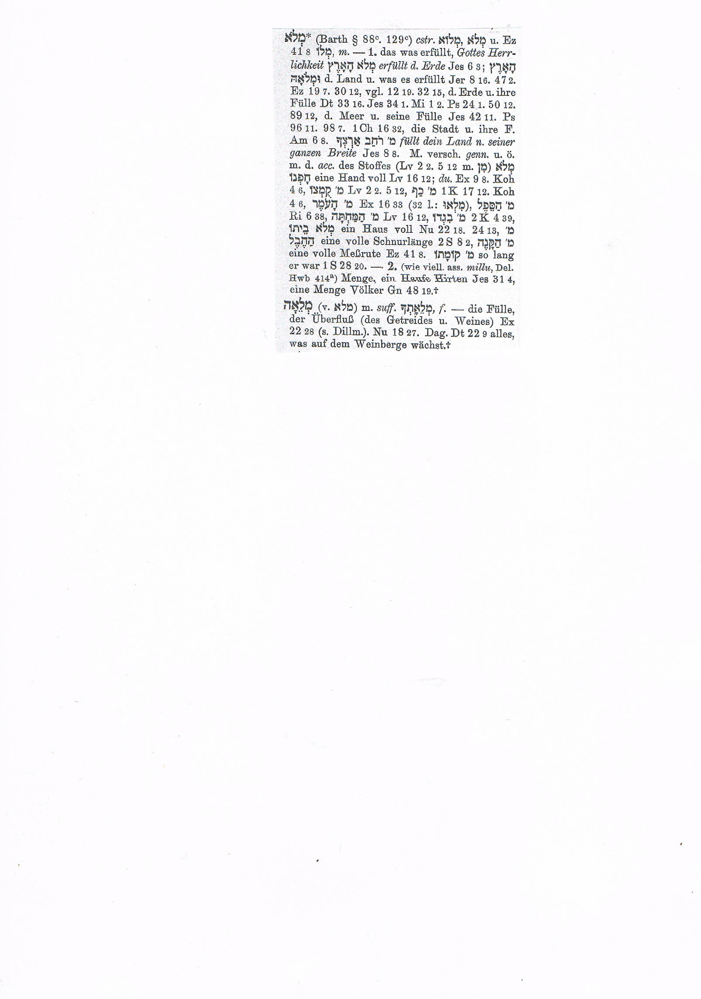 מְלֹא* (Barth § 88ᶜ. 129ᶜ) cstr. מְלוֹא, מְלֹא u. Ez
41 8 מְלוֹ, m. — 1. das was erfüllt, Gottes Herr-
lichkeit מְלֹא הָאָרֶץ erfüllt d. Erde Jes 6 3; הָאָרֶץ
וּמְלֹאָהּ d. Land u. was es erfüllt Jer 8 16. 47 2.
Ez 19 7. 30 12, vgl. 12 19. 32 15, d. Erde u. ihre
Fülle Dt 33 16. Jes 34 1. Mi 1 2. Ps 24 1. 50 12.
89 12, d. Meer u. seine Fülle Jes 42 11. Ps
96 11. 98 7. 1 Ch 16 32, die Stadt u. ihre F.
Am 6 8. מ׳ רֹחַב אַרְצְךָ füllt dein Land n. seiner
ganzen Breite Jes 8 8. M. versch. genn. u. ö.
m. d. acc. des Stoffes (Lv 2 2. 5 12 m. מִן) מְלֹא
חָפְנוֹ eine Hand voll Lv 16 12; du. Ex 9 8. Koh
4 6, מ׳ קֻמְצוֹ Lv 2 2. 5 12, מ׳ כַף 1 K 17 12. Koh
4 6, מ׳ הָעֹמֶר Ex 16 33 (32 l.: מִלְאוּ), מ׳ הַסֵּפֶל
Ri 6 38, מ׳ הַמַּחְתָּה Lv 16 12, מ׳ בִגְדוֹ 2 K 4 39,
מְלֹא בֵיתוֹ ein Haus voll Nu 22 18. 24 13, מ׳
הַהֶבֶל eine volle Schnurlänge 2 S 8 2, מ׳ הַקָּנֶה
eine volle Meßrute Ez 41 8. מ׳ קוֹמָתוֹ so lang
er war 1 S 28 20. — 2. (wie viell. ass. millu, Del.
Hwb 414ᵃ) Menge, ein Haufe Hirten Jes 31 4,
eine Menge Völker Gn 48 19.†
מְלֵאָה (v. מלא) m. suff. מְלֵאָתְךָ, f. — die Fülle,
der Überfluß (des Getreides u. Weines) Ex
22 28 (s. Dillm.). Nu 18 27. Dag. Dt 22 9 alles,
was auf dem Weinberge wächst.†